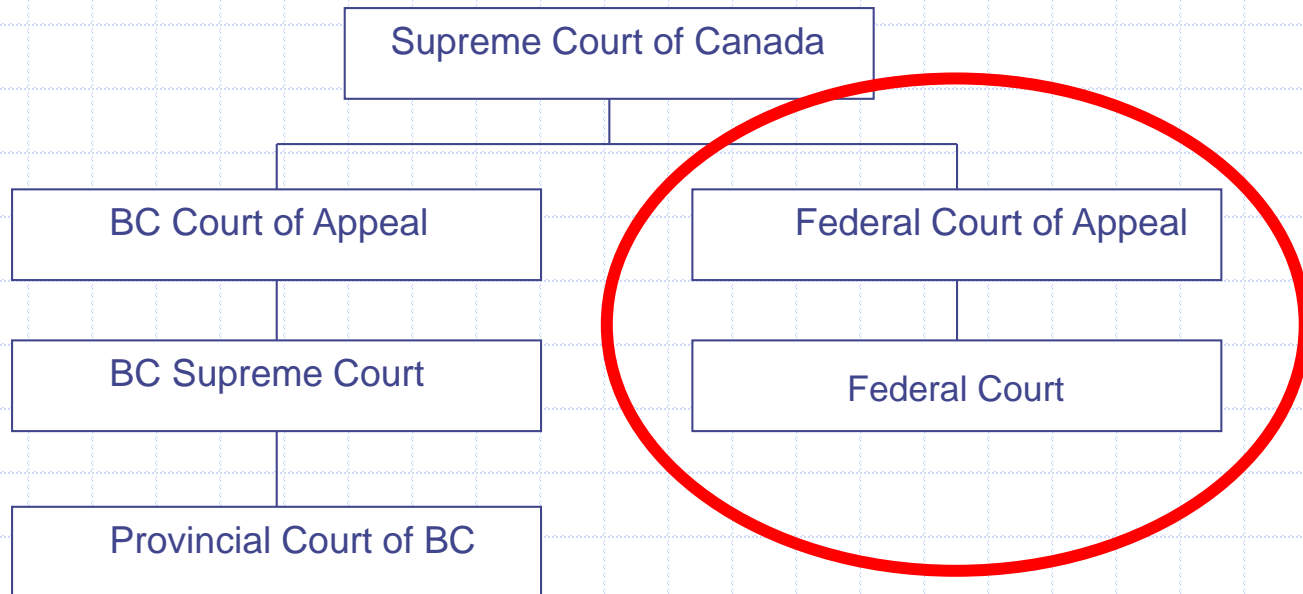 Supreme Court of Canada
BC Court of Appeal
Federal Court of Appeal
BC Supreme Court
Federal Court
Provincial Court of BC